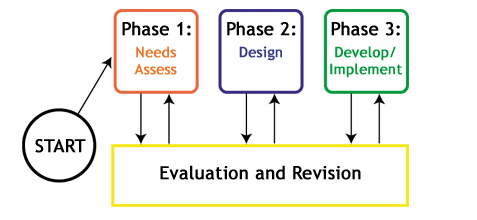 Phase 1:
Needs
Assess
Phase 2:
Design
Phase 3:
Develop/
Implement
START
Evaluation and Revision